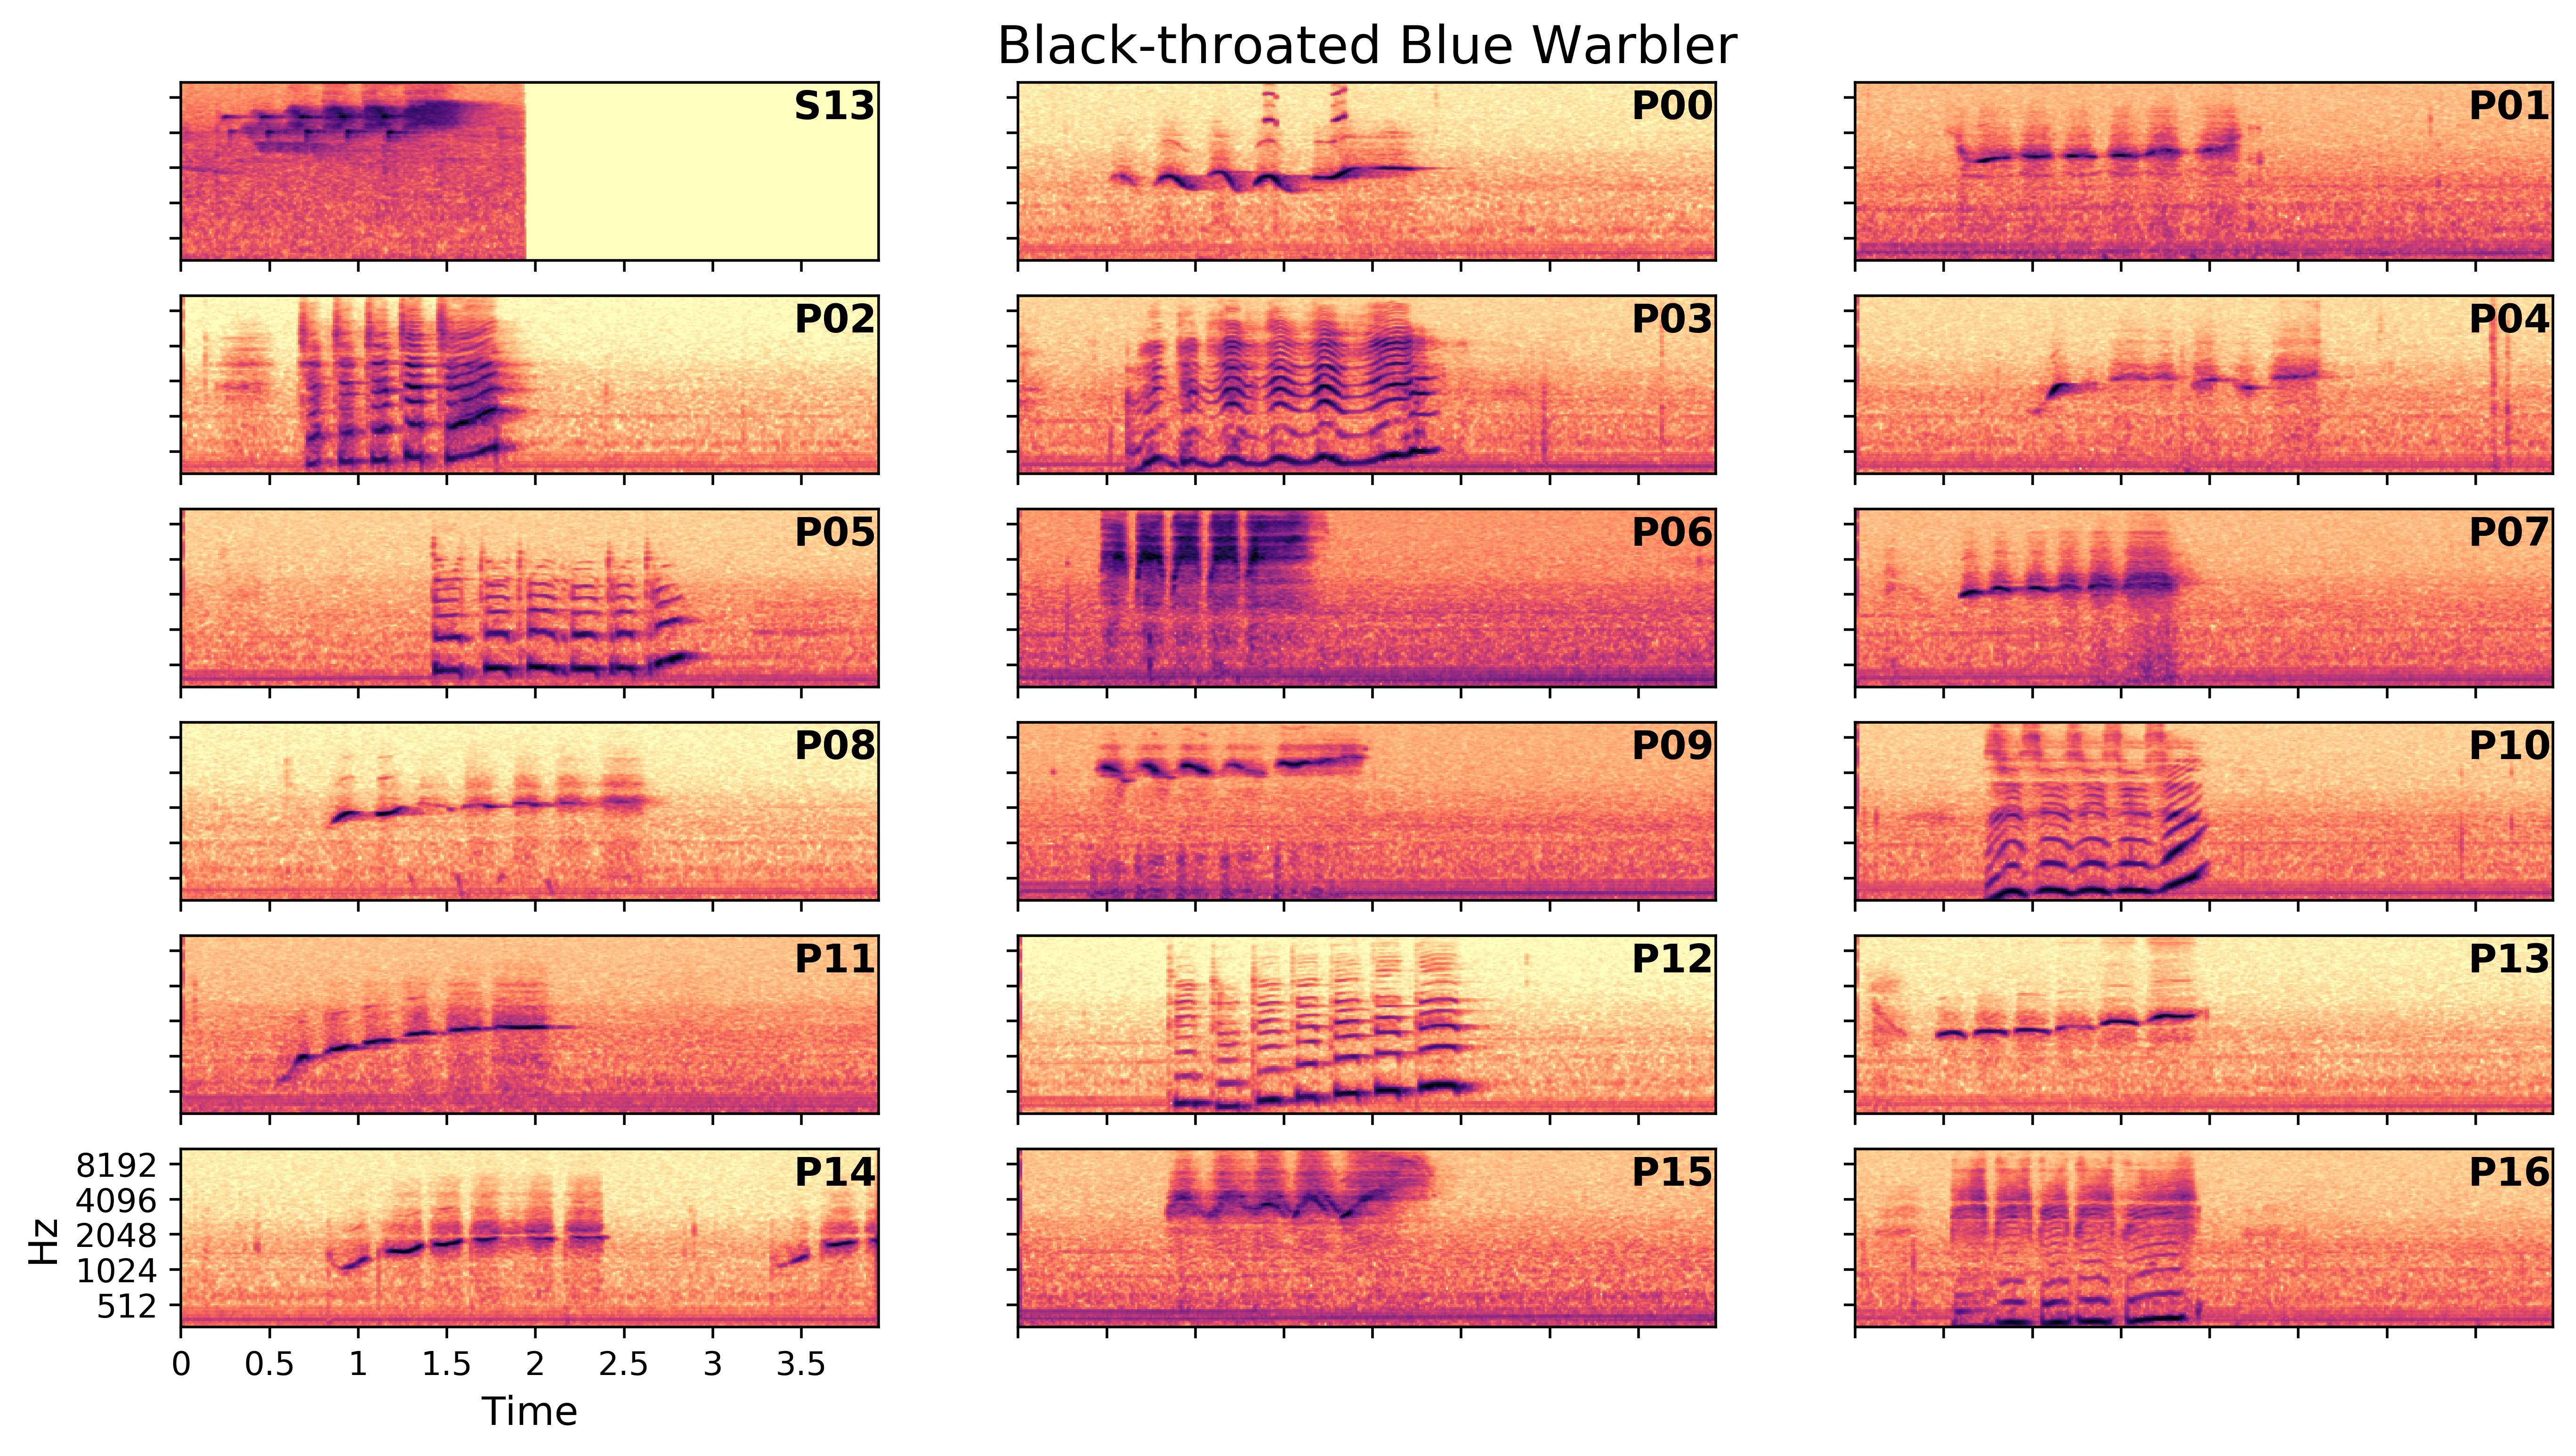 Black-throated Blue Warbler
S13
P00
P01
P02
P03
P04
P05
P06
P07
P08
P09
P10
P11
P12
P13
P14
P15
P16
8192
4096
2048
1024
512
Hz
0 0.5 1 1.5 2 2.5 3 3.5
Time